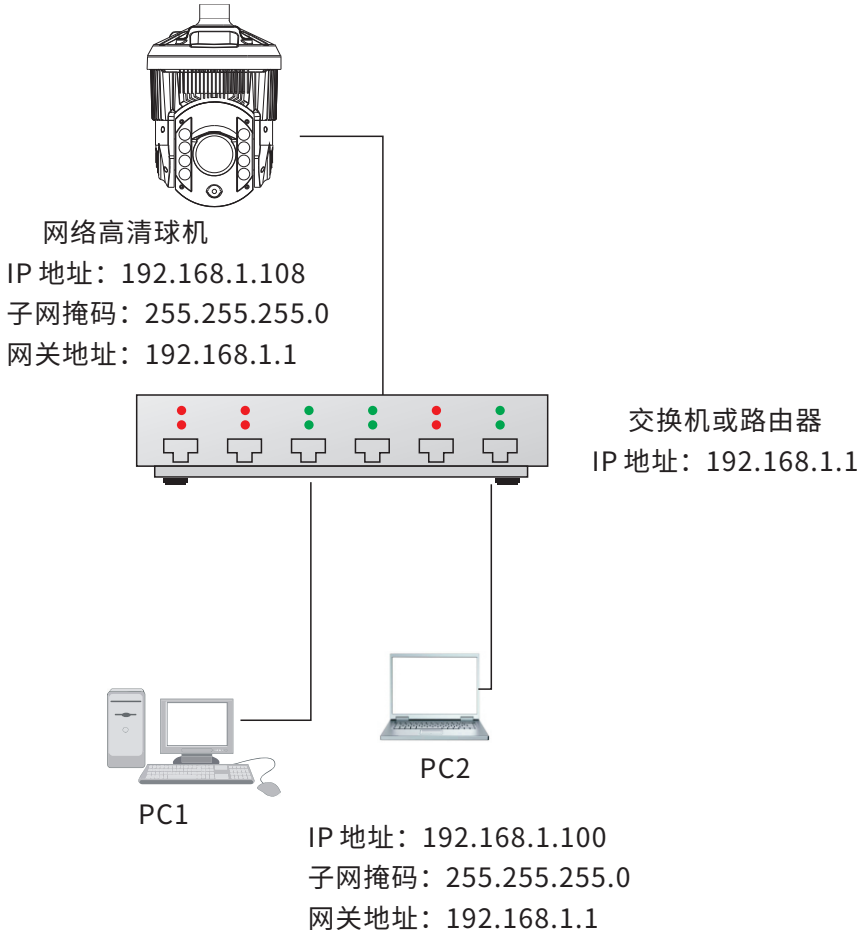 网络高清球机
IP 地址：192.168.1.108
子网掩码：255.255.255.0
网关地址：192.168.1.1
交换机或路由器
IP 地址：192.168.1.1
PC2
PC1
IP 地址：192.168.1.100
子网掩码：255.255.255.0
网关地址：192.168.1.1